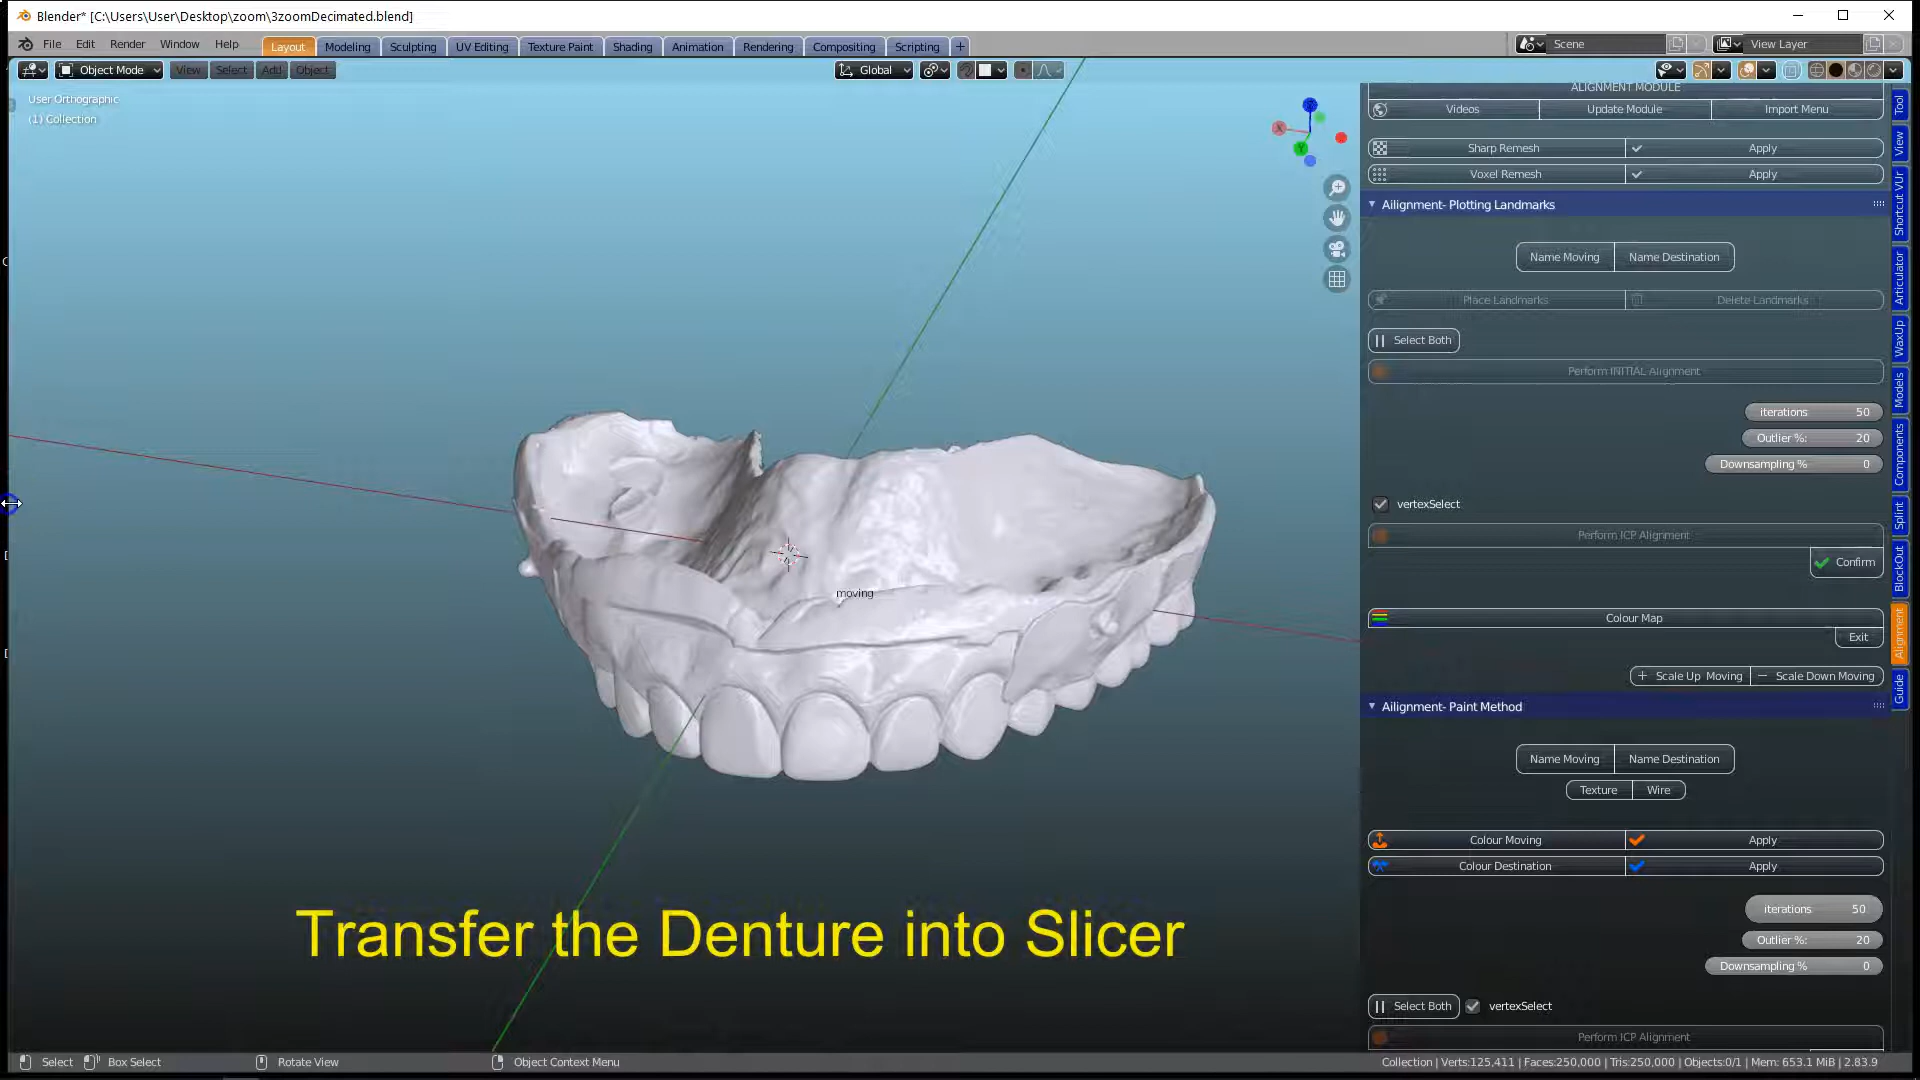 Blender* [C:\Users\User\Desktop\zoom\3zoomDecimated.blend]
File Edit Render Window Help Layout Modeling Sculpting UV Editing Texture Paint Shading Animation Rendering Compositing Scripting + Scene View Layer
Object Mode View Select Add Object Global
User Orthographic
(1) Collection
X
Y
moving
Transfer the Denture into Slicer
ALIGNMENT MODULE
Videos Update Module Import Menu
Sharp Remesh Apply
Voxel Remesh Apply
Ailignment- Plotting Landmarks
Name Moving Name Destination
Place Landmarks Delete Landmarks
Select Both
Perform INITIAL Alignment
iterations 50
Outlier %: 20
Downsampling % 0
vertexSelect
Perform ICP Alignment
Confirm
Colour Map
Exit
Scale Up Moving Scale Down Moving
Ailignment- Paint Method
Name Moving Name Destination
Texture Wire
Colour Moving Apply
Colour Destination Apply
iterations 50
Outlier %: 20
Downsampling % 0
Select Both vertexSelect
Perform ICP Alignment
Tool
View
Shortcut VUr
Articulator
WaxUp
Models
Components
Splint
BlockOut
Alignment
Guide
Select Box Select Rotate View Object Context Menu
Collection | Verts:125,411 | Faces:250,000 | Tris:250,000 | Objects:0/1 | Mem: 653.1 MiB | 2.83.9